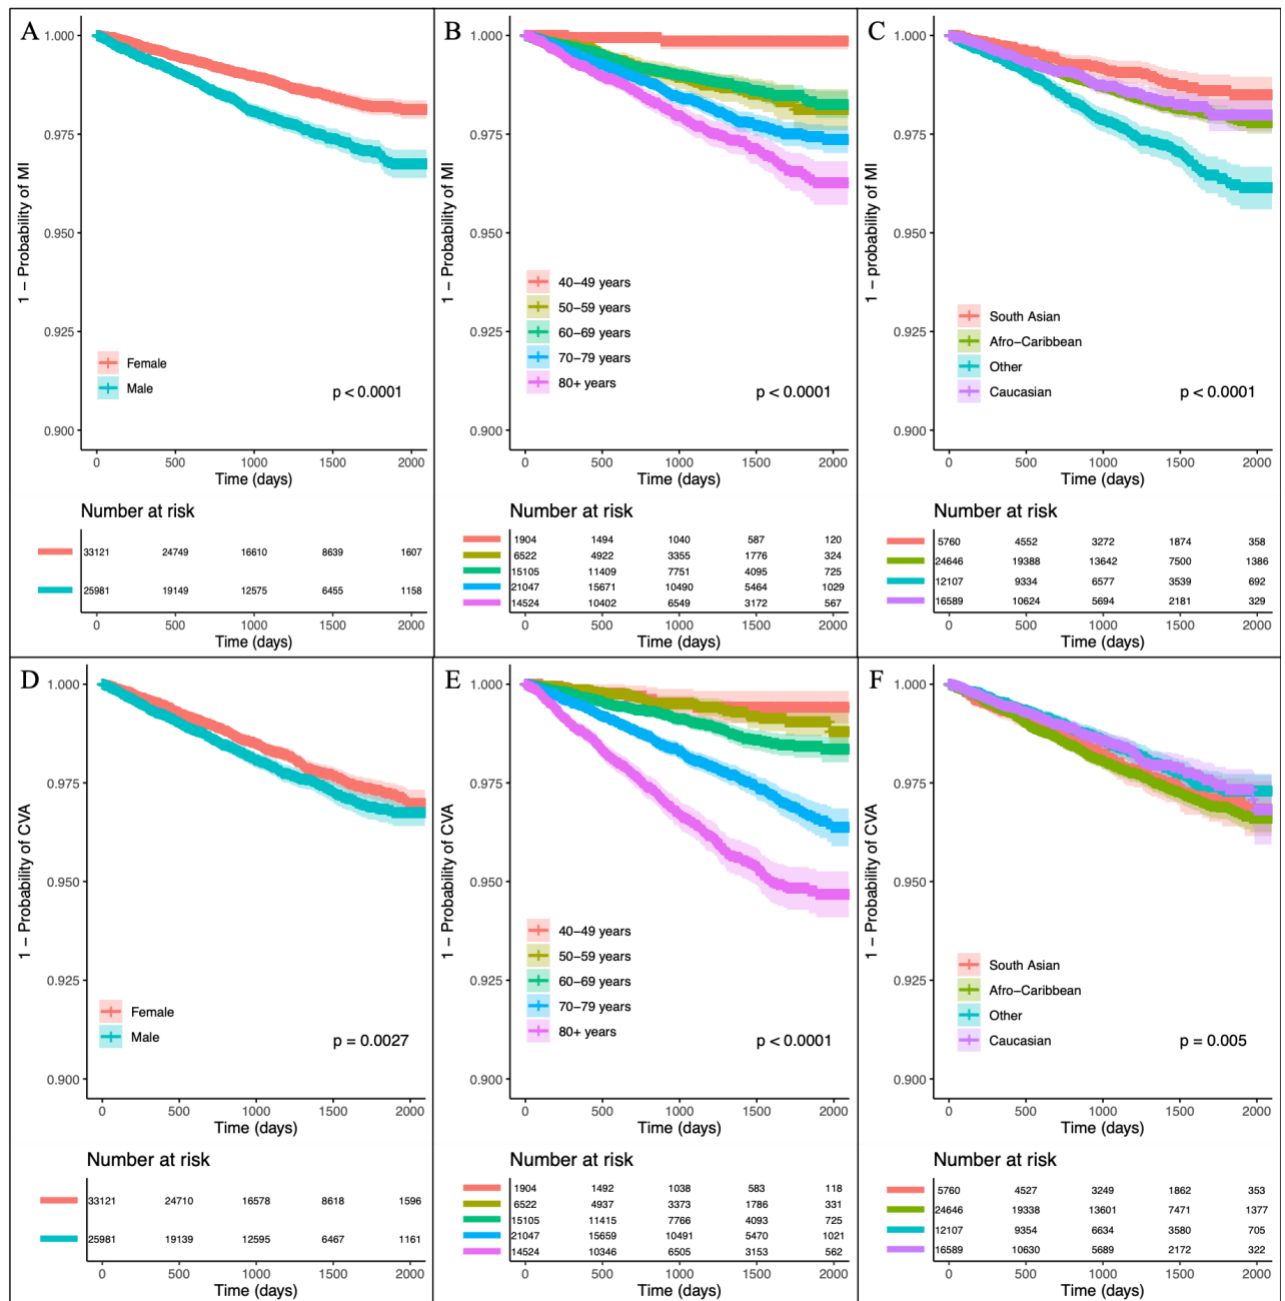 A
1 − Probability of MI
1.000
0.975
0.950
0.925
0.900
Female
Male
p < 0.0001
0 500 1000 1500 2000
Time (days)
Number at risk
33121 24749 16610 8639 1607
25981 19149 12575 6455 1158
0 500 1000 1500 2000
Time (days)
B
1 − Probability of MI
1.000
0.975
0.950
0.925
0.900
40−49 years
50−59 years
60−69 years
70−79 years
80+ years
p < 0.0001
0 500 1000 1500 2000
Time (days)
Number at risk
1904 1494 1040 587 120
6522 4922 3355 1776 324
15105 11409 7751 4095 725
21047 15671 10490 5464 1029
14524 10402 6549 3172 567
0 500 1000 1500 2000
Time (days)
C
1 − probability of MI
1.000
0.975
0.950
0.925
0.900
South Asian
Afro−Caribbean
Other
Caucasian
p < 0.0001
0 500 1000 1500 2000
Time (days)
Number at risk
5760 4552 3272 1874 358
24646 19388 13642 7500 1386
12107 9334 6577 3539 692
16589 10624 5694 2181 329
0 500 1000 1500 2000
Time (days)
D
1 − Probability of CVA
1.000
0.975
0.950
0.925
0.900
Female
Male
p = 0.0027
0 500 1000 1500 2000
Time (days)
Number at risk
33121 24710 16578 8618 1596
25981 19139 12595 6467 1161
0 500 1000 1500 2000
Time (days)
E
1 − Probability of CVA
1.000
0.975
0.950
0.925
0.900
40−49 years
50−59 years
60−69 years
70−79 years
80+ years
p < 0.0001
0 500 1000 1500 2000
Time (days)
Number at risk
1904 1492 1038 583 118
6522 4937 3373 1786 331
15105 11415 7766 4093 725
21047 15659 10491 5470 1021
14524 10346 6505 3153 562
0 500 1000 1500 2000
Time (days)
F
1 − Probability of CVA
1.000
0.975
0.950
0.925
0.900
South Asian
Afro−Caribbean
Other
Caucasian
p = 0.005
0 500 1000 1500 2000
Time (days)
Number at risk
5760 4527 3249 1862 353
24646 19338 13601 7471 1377
12107 9354 6634 3580 705
16589 10630 5689 2172 322
0 500 1000 1500 2000
Time (days)